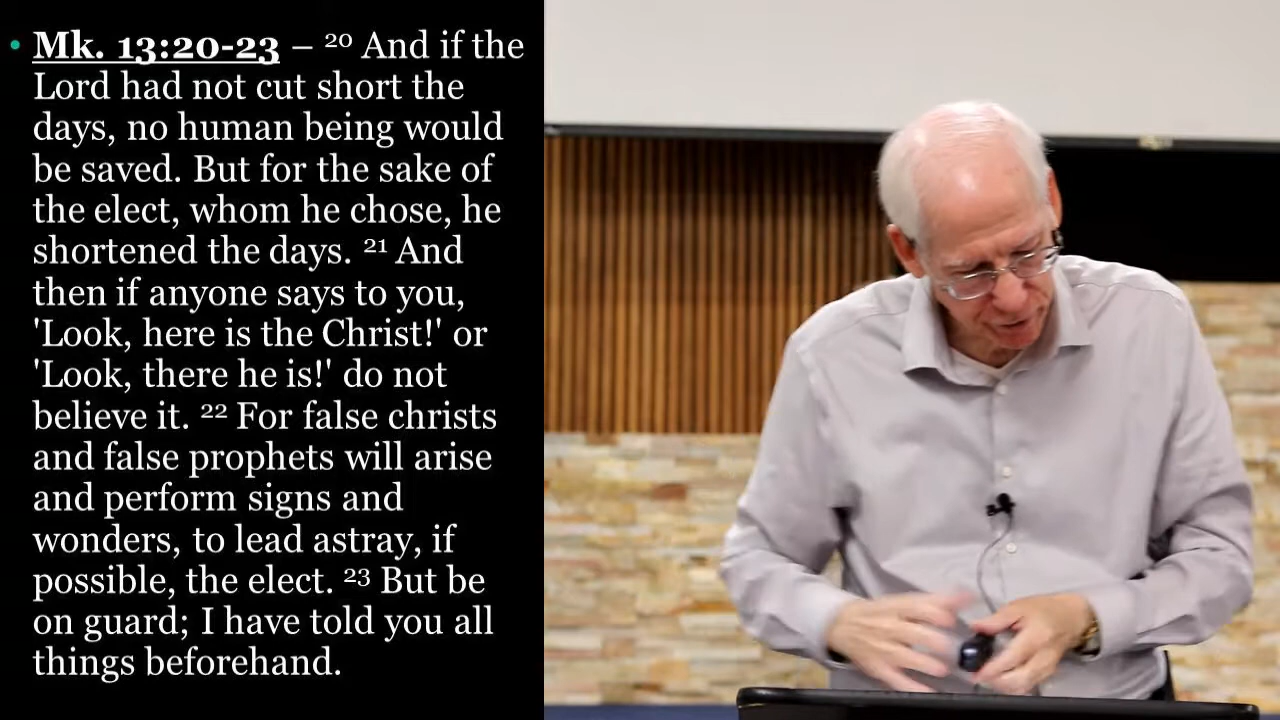 • Mk. 13:20-23 – 20 And if the
Lord had not cut short the
days, no human being would
be saved. But for the sake of
the elect, whom he chose, he
shortened the days. 21 And
then if anyone says to you,
'Look, here is the Christ!' or
'Look, there he is!' do not
believe it. 22 For false christs
and false prophets will arise
and perform signs and
wonders, to lead astray, if
possible, the elect. 23 But be
on guard; I have told you all
things beforehand.